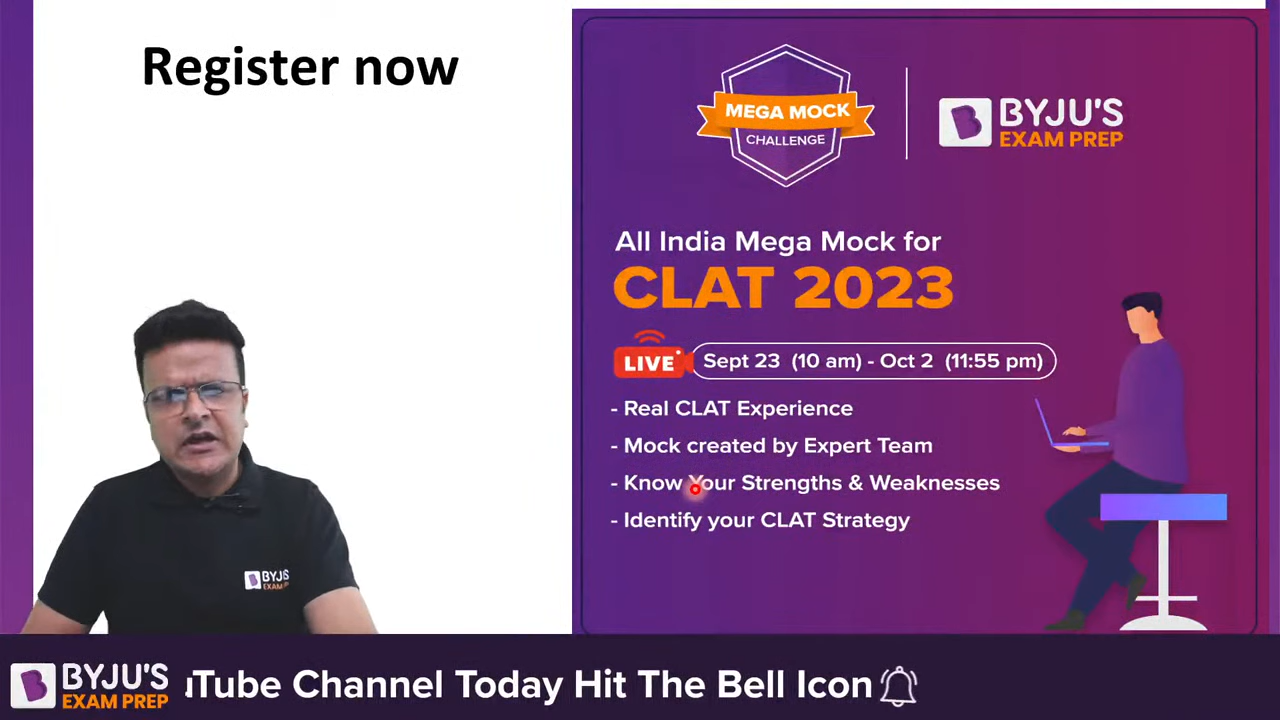 Register now
MEGA MOCK
CHALLENGE
BYJU'S
EXAM PREP
All India Mega Mock for
CLAT 2023
LIVE
Sept 23 (10 am) - Oct 2 (11:55 pm)
- Real CLAT Experience
- Mock created by Expert Team
- Know Your Strengths & Weaknesses
- Identify your CLAT Strategy
BYJU'S
EXAM
BYJU'S
EXAM PREP
Tube Channel Today Hit The Bell Icon